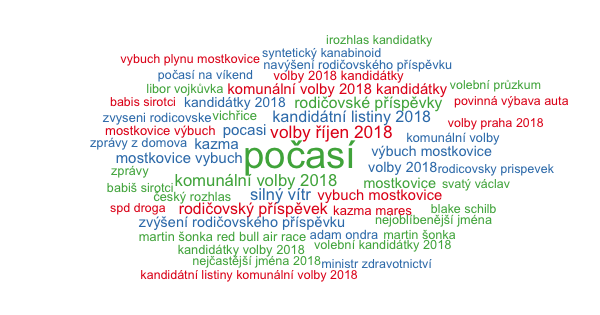 irozhlas kandidatky
syntetický kanabinoid
vybuch plynu mostkovice
navýšení rodičovského příspěvku
počasí na víkend
volby 2018 kandidátky
libor vojkůvka
komunální volby 2018 kandidátky
volební průzkum
babis sirotci
kandidátky 2018
rodičovské příspěvky
povinná výbava auta
zvyseni rodicovske
vichřice
kandidátní listiny 2018
volby praha 2018
mostkovice výbuch
pocasi
volby říjen 2018
komunální volby
zprávy z domova
kazma
počasí
výbuch mostkovice
mostkovice vybuch
volby 2018
rodicovsky prispevek
zprávy
komunální volby 2018
mostkovice
svatý václav
babiš sirotci
český rozhlas
silný vítr
vybuch mostkovice
spd droga
rodičovský příspěvek
kazma mares
blake schilb
zvýšení rodičovského příspěvku
nejoblíbenější jména
martin šonka red bull air race
adam ondra
martin šonka
kandidátky volby 2018
volební kandidátky 2018
nejčastější jména 2018
ministr zdravotnictví
kandidátní listiny komunální volby 2018